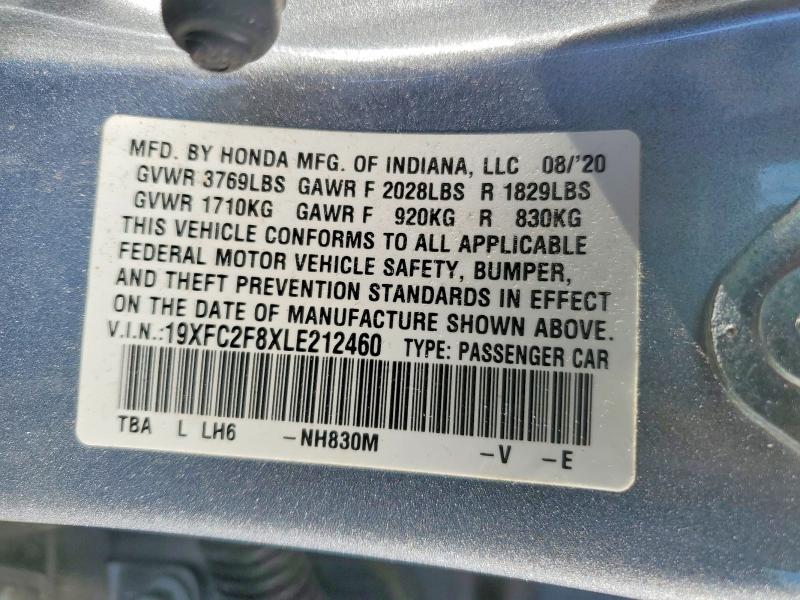 MFD. BY HONDA MFG. OF INDIANA, LLC 08/'20
GVWR 3769LBS GAWR F 2028LBS R 1829LBS
GVWR 1710KG GAWR F 920KG R 830KG
THIS VEHICLE CONFORMS TO ALL APPLICABLE
FEDERAL MOTOR VEHICLE SAFETY, BUMPER,
AND THEFT PREVENTION STANDARDS IN EFFECT
ON THE DATE OF MANUFACTURE SHOWN ABOVE.
V.I.N.:19XFC2F8XLE212460 TYPE: PASSENGER CAR
TBA L LH6 -NH830M -V -E